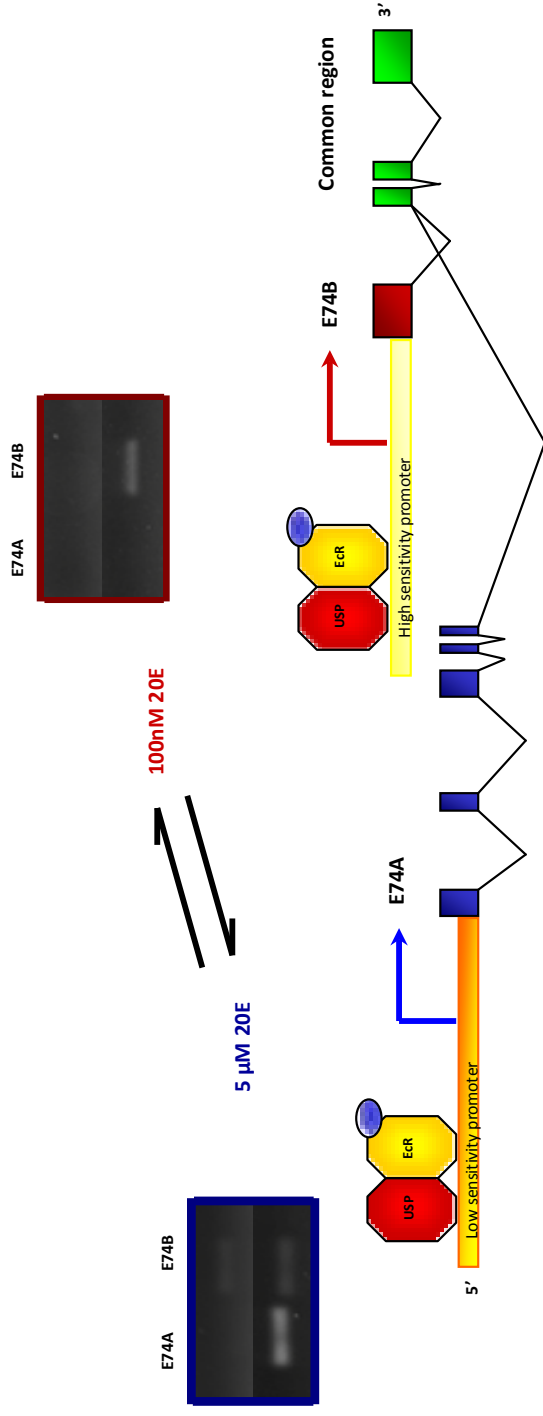 E74A
E74B
E74A
E74B
5 µM 20E
100nM 20E
USP
EcR
E74A
Low sensitivity promoter
5’
USP
EcR
E74B
High sensitivity promoter
Common region
3’